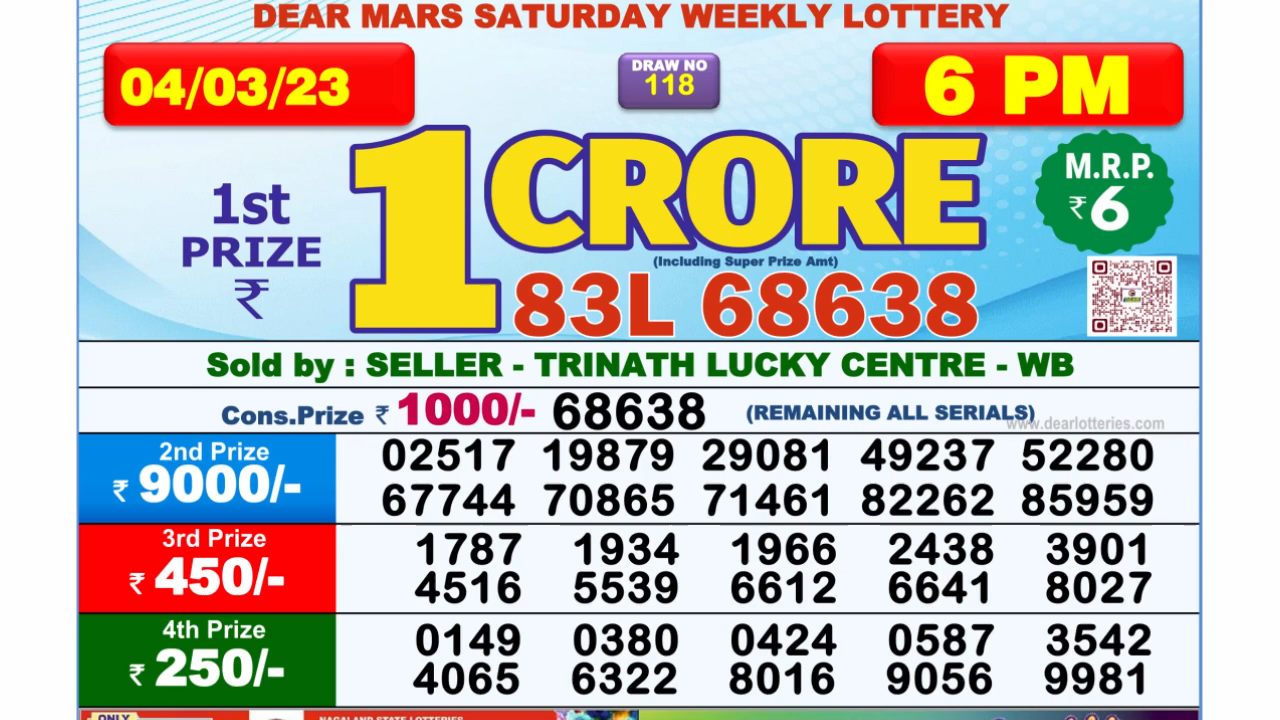 DEAR MARS SATURDAY WEEKLY LOTTERY
04/03/23
DRAW NO
118
6 PM
1st
PRIZE
₹
1 CRORE
(Including Super Prize Amt)
83L 68638
M.R.P.
₹6
Sold by : SELLER - TRINATH LUCKY CENTRE - WB
Cons.Prize ₹ 1000/- 68638 (REMAINING ALL SERIALS)
www.dearlotteries.com
2nd Prize
₹ 9000/-
02517 19879 29081 49237 52280
67744 70865 71461 82262 85959
3rd Prize
₹ 450/-
1787 1934 1966 2438 3901
4516 5539 6612 6641 8027
4th Prize
₹ 250/-
0149 0380 0424 0587 3542
4065 6322 8016 9056 9981
ONLY
NAGALAND STATE LOTTERIES